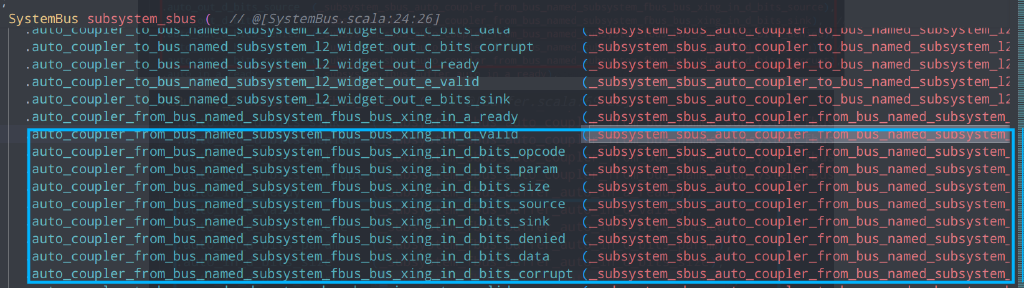 ,
SystemBus subsystem_sbus ( // @[SystemBus.scala:24:26]
.auto_coupler_to_bus_named_subsystem_l2_widget_out_c_bits_data (_subsystem_sbus_auto_coupler_to_bus_named_subsystem_l2
.auto_coupler_to_bus_named_subsystem_l2_widget_out_c_bits_corrupt (_subsystem_sbus_auto_coupler_to_bus_named_subsystem_l2
.auto_coupler_to_bus_named_subsystem_l2_widget_out_d_ready (_subsystem_sbus_auto_coupler_to_bus_named_subsystem_l2
.auto_coupler_to_bus_named_subsystem_l2_widget_out_e_valid (_subsystem_sbus_auto_coupler_to_bus_named_subsystem_l2
.auto_coupler_to_bus_named_subsystem_l2_widget_out_e_bits_sink (_subsystem_sbus_auto_coupler_to_bus_named_subsystem_l2
.auto_coupler_from_bus_named_subsystem_fbus_bus_xing_in_a_ready (_subsystem_sbus_auto_coupler_from_bus_named_subsystem_
.auto_coupler_from_bus_named_subsystem_fbus_bus_xing_in_d_valid (_subsystem_sbus_auto_coupler_from_bus_named_subsystem_
auto_coupler_from_bus_named_subsystem_fbus_bus_xing_in_d_bits_opcode (_subsystem_sbus_auto_coupler_from_bus_named_subsystem_
auto_coupler_from_bus_named_subsystem_fbus_bus_xing_in_d_bits_param (_subsystem_sbus_auto_coupler_from_bus_named_subsystem_
auto_coupler_from_bus_named_subsystem_fbus_bus_xing_in_d_bits_size (_subsystem_sbus_auto_coupler_from_bus_named_subsystem_
auto_coupler_from_bus_named_subsystem_fbus_bus_xing_in_d_bits_source (_subsystem_sbus_auto_coupler_from_bus_named_subsystem_
auto_coupler_from_bus_named_subsystem_fbus_bus_xing_in_d_bits_sink (_subsystem_sbus_auto_coupler_from_bus_named_subsystem_
auto_coupler_from_bus_named_subsystem_fbus_bus_xing_in_d_bits_denied (_subsystem_sbus_auto_coupler_from_bus_named_subsystem_
auto_coupler_from_bus_named_subsystem_fbus_bus_xing_in_d_bits_data (_subsystem_sbus_auto_coupler_from_bus_named_subsystem_
auto_coupler_from_bus_named_subsystem_fbus_bus_xing_in_d_bits_corrupt (_subsystem_sbus_auto_coupler_from_bus_named_subsystem_